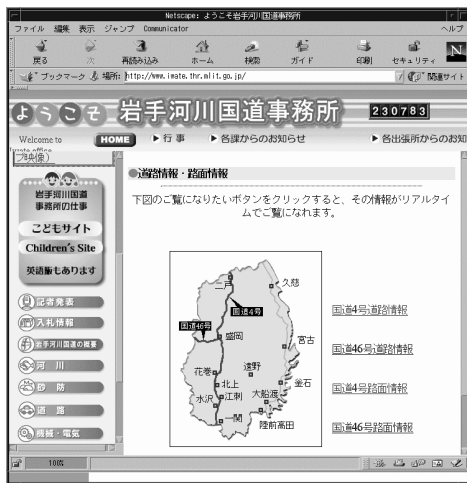 Netscape: ようこそ岩手河川国道事務所
ファイル 編集 表示 ジャンプ Communicator ヘルプ
戻る 次 再読み込み ホーム 検索 ガイド 印刷 セキュリティ N
ブックマーク 場所: http://www.iwate.thr.mlit.go.jp/ 関連サイト
ようこそ 岩手河川国道事務所 230783
Welcome to HOME ▶行 事 ▶各課からのお知らせ ▶各出張所からのお知
Iwate office
ブ映像)
岩手河川国道
事務所の仕事
こどもサイト
Children's Site
英語版もあります
記者発表
入札情報
岩手河川国道の概要
河 川
砂 防
道 路
機械・電気
●道路情報・路面情報
下図のご覧になりたいボタンをクリックすると、その情報がリアルタイ
ムでご覧になれます。
二戸
久慈
国道4号
国道46号
盛岡
宮古
花巻
遠野
北上
釜石
水沢
江刺
大船渡
一関
陸前高田
国道4号道路情報
国道46号道路情報
国道4号路面情報
国道46号路面情報
100%